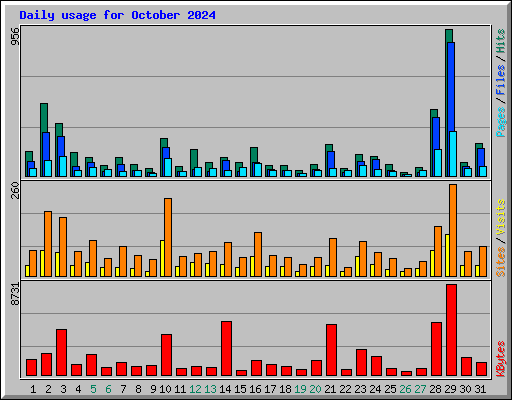 Daily usage for October 2024
956
Pages / Files / Hits
260
Sites / Visits
8731
KBytes
1 2 3 4 5 6 7 8 9 10 11 12 13 14 15 16 17 18 19 20 21 22 23 24 25 26 27 28 29 30 31